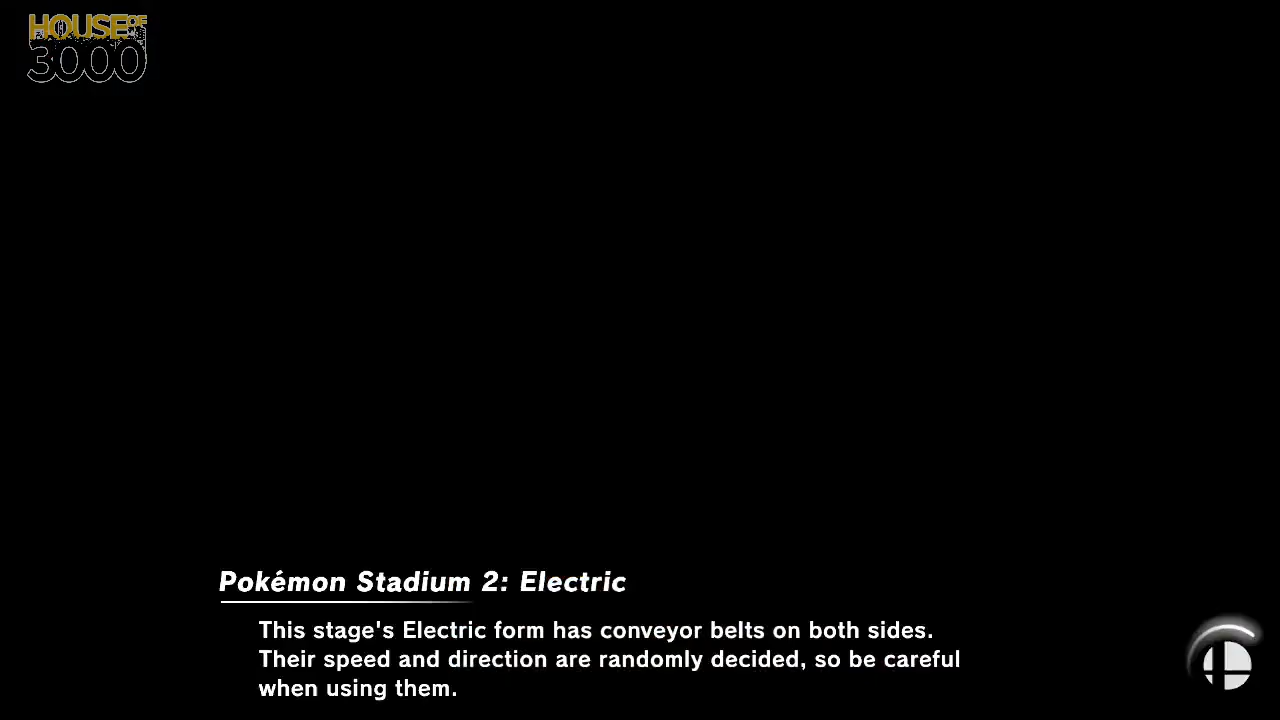 HOUSE OF
3000
Pokémon Stadium 2: Electric
This stage's Electric form has conveyor belts on both sides.
Their speed and direction are randomly decided, so be careful
when using them.